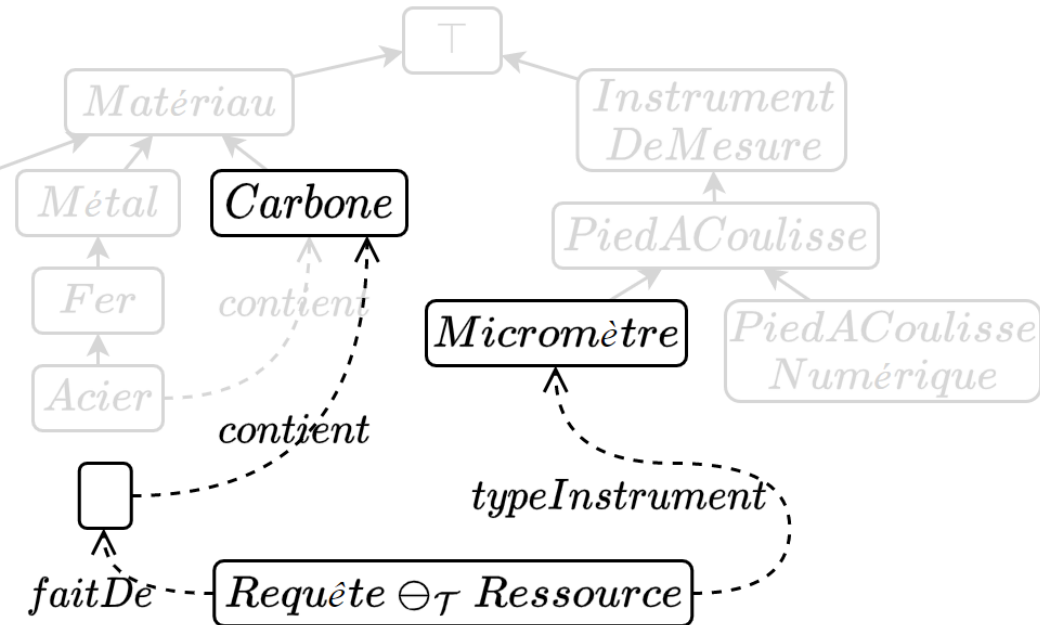 ⊤
Matériau
Instrument
DeMesure
Métal
Carbone
PiedACoulisse
Fer
contient
Micromètre
PiedACoulisse
Numérique
Acier
contient
typeInstrument
faitDe
Requête ⊖𝒯 Ressource